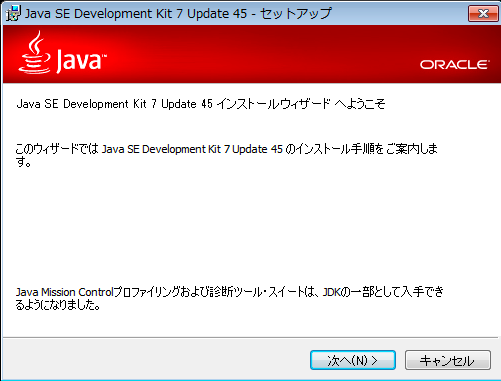 Java SE Development Kit 7 Update 45 - セットアップ
Java™
ORACLE®
Java SE Development Kit 7 Update 45 インストールウィザード へようこそ
このウィザードでは Java SE Development Kit 7 Update 45 のインストール手順をご案内しま
す。
Java Mission Controlプロファイリングおよび診断ツール・スイートは、JDKの一部として入手でき
るようになりました。
次へ(N) >
キャンセル